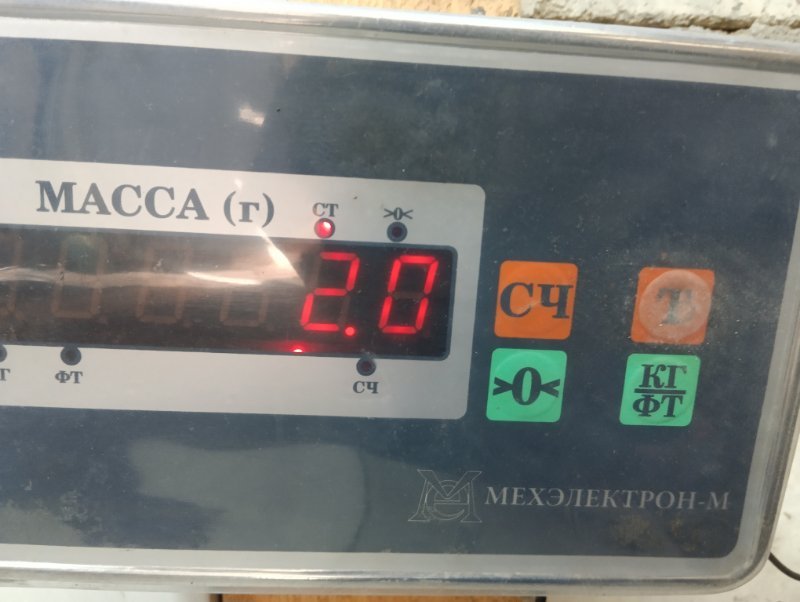 МАССА (г)
СТ >0<
2.0
ФТ
СЧ
СЧ Т
>0< КГ
ФТ
МЕХЭЛЕКТРОН-М